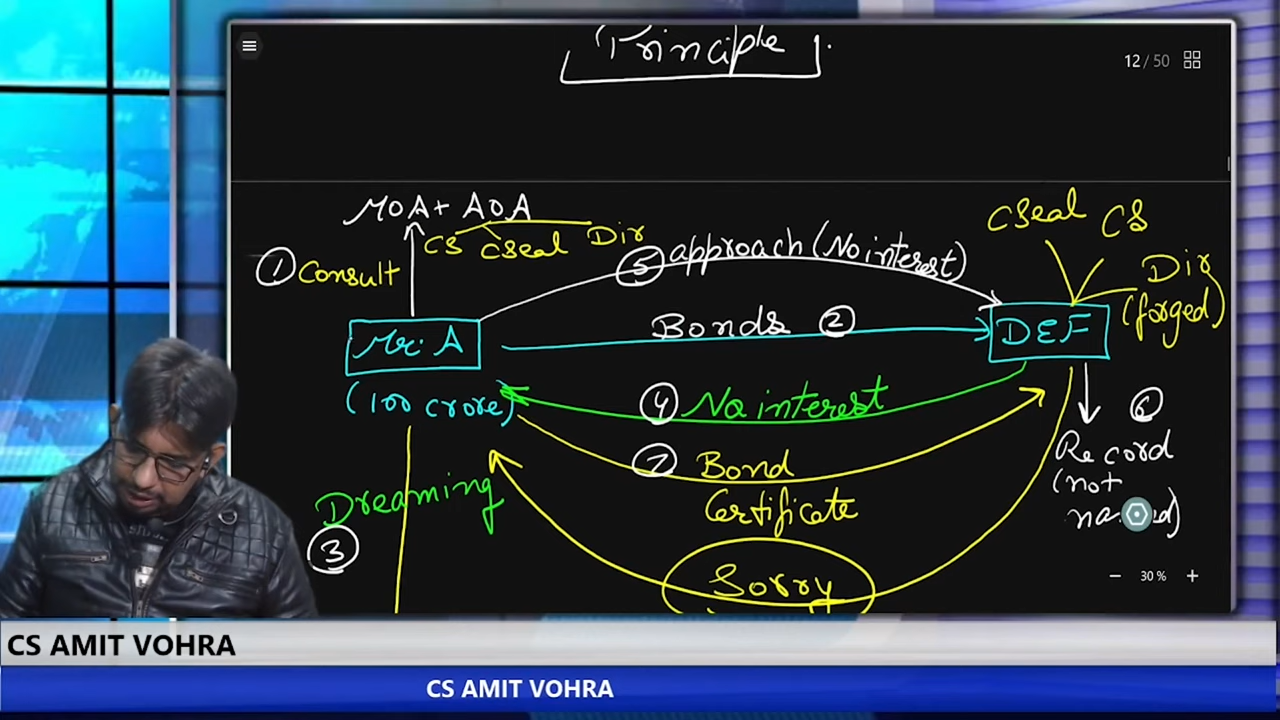 Principle
12 / 50
MOA + AOA
CS CSeal Dir
① Consult
⑤ approach (No interest)
CSeal CS
Dir
(forged)
Mr. A
Bonds ②
DEF
(100 crore)
④ No interest
⑥
Record
(not
⑦ Bond
Certificate
Dreaming
③
Sorry
30 %
CS AMIT VOHRA
CS AMIT VOHRA